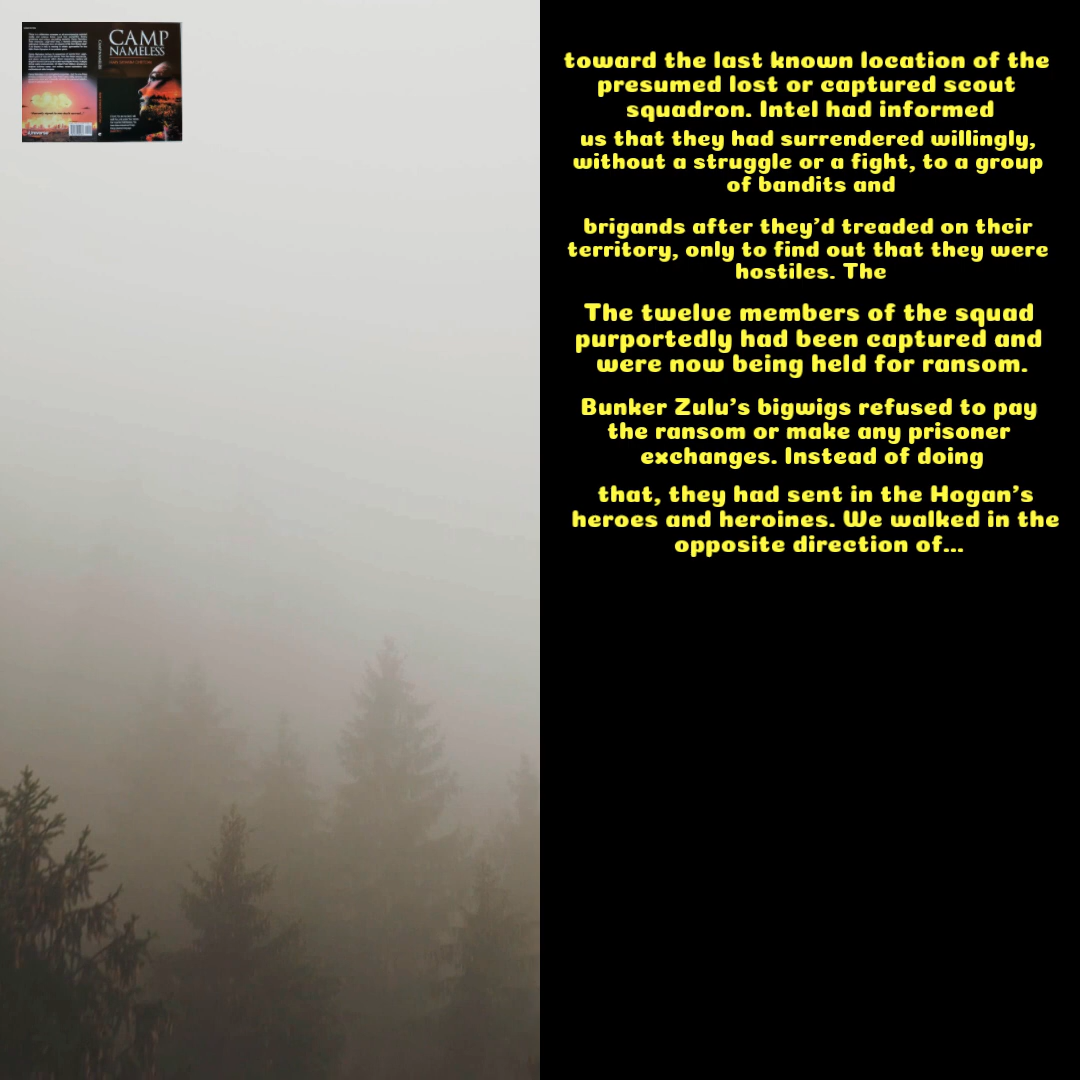 CAMP
NAMELESS
toward the last known location of the
presumed lost or captured scout
squadron. Intel had informed
us that they had surrendered willingly,
without a struggle or a fight, to a group
of bandits and
brigands after they’d treaded on thcir
territory, only to find out that they were
hostiles. The
The twelve members of the squad
purportedly had been captured and
were now being held for ransom.
Bunker Zulu’s bigwigs refused to pay
the ransom or make any prisoner
exchanges. Instead of doing
that, they had sent in the Hogan’s
heroes and heroines. We walked in the
opposite direction of...